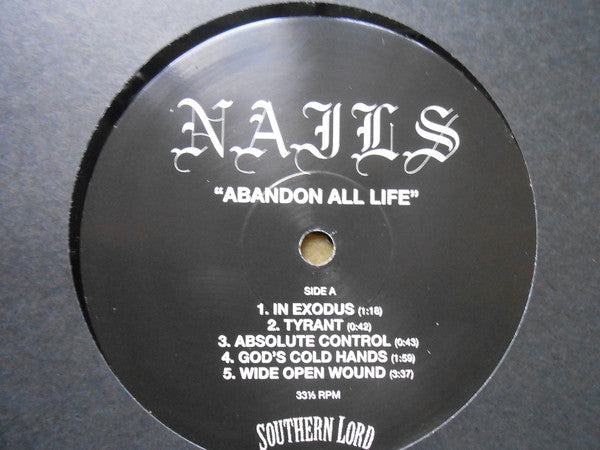 NAILS
“ABANDON ALL LIFE”
SIDE A
1. IN EXODUS (1:18)
2. TYRANT (0:42)
3. ABSOLUTE CONTROL (0:43)
4. GOD'S COLD HANDS (1:59)
5. WIDE OPEN WOUND (3:37)
33⅓ RPM
SOUTHERN LORD